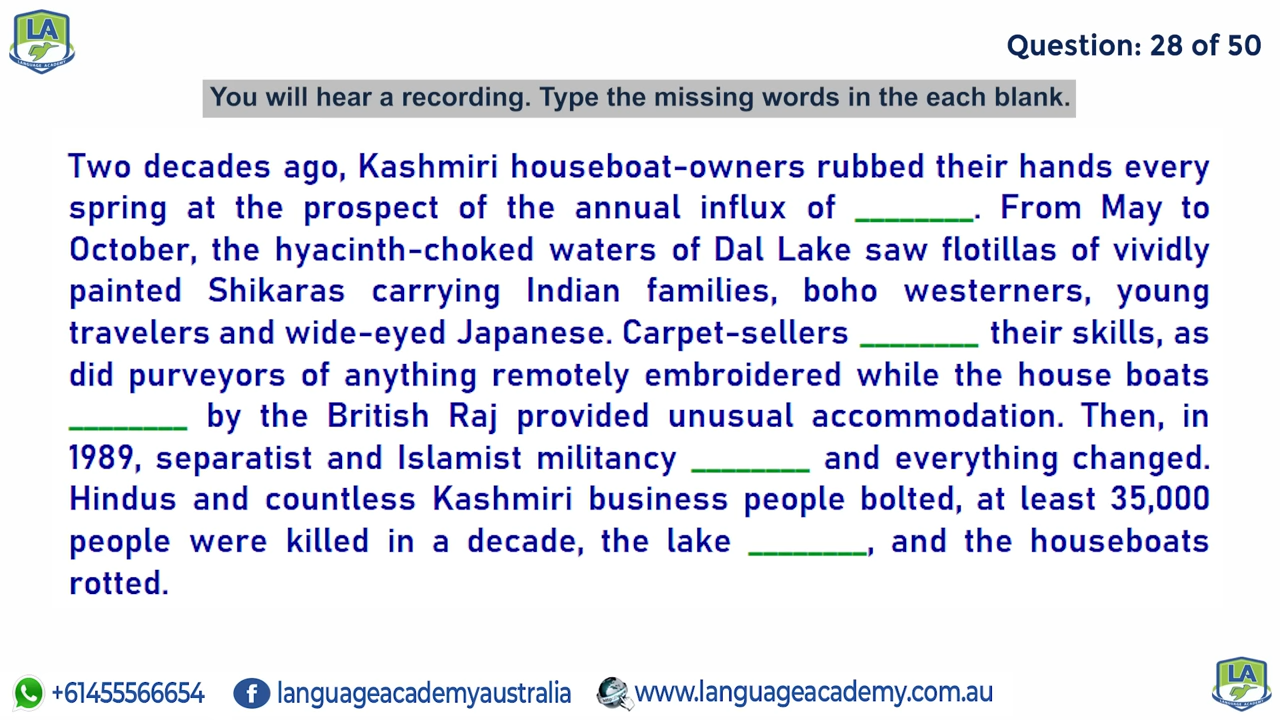 LA
LANGUAGE ACADEMY
Question: 28 of 50
You will hear a recording. Type the missing words in the each blank.
Two decades ago, Kashmiri houseboat-owners rubbed their hands every
spring at the prospect of the annual influx of ________. From May to
October, the hyacinth-choked waters of Dal Lake saw flotillas of vividly
painted Shikaras carrying Indian families, boho westerners, young
travelers and wide-eyed Japanese. Carpet-sellers ________ their skills, as
did purveyors of anything remotely embroidered while the house boats
________ by the British Raj provided unusual accommodation. Then, in
1989, separatist and Islamist militancy ________ and everything changed.
Hindus and countless Kashmiri business people bolted, at least 35,000
people were killed in a decade, the lake ________, and the houseboats
rotted.
+61455566654 languageacademyaustralia www.languageacademy.com.au
LA
LANGUAGE ACADEMY